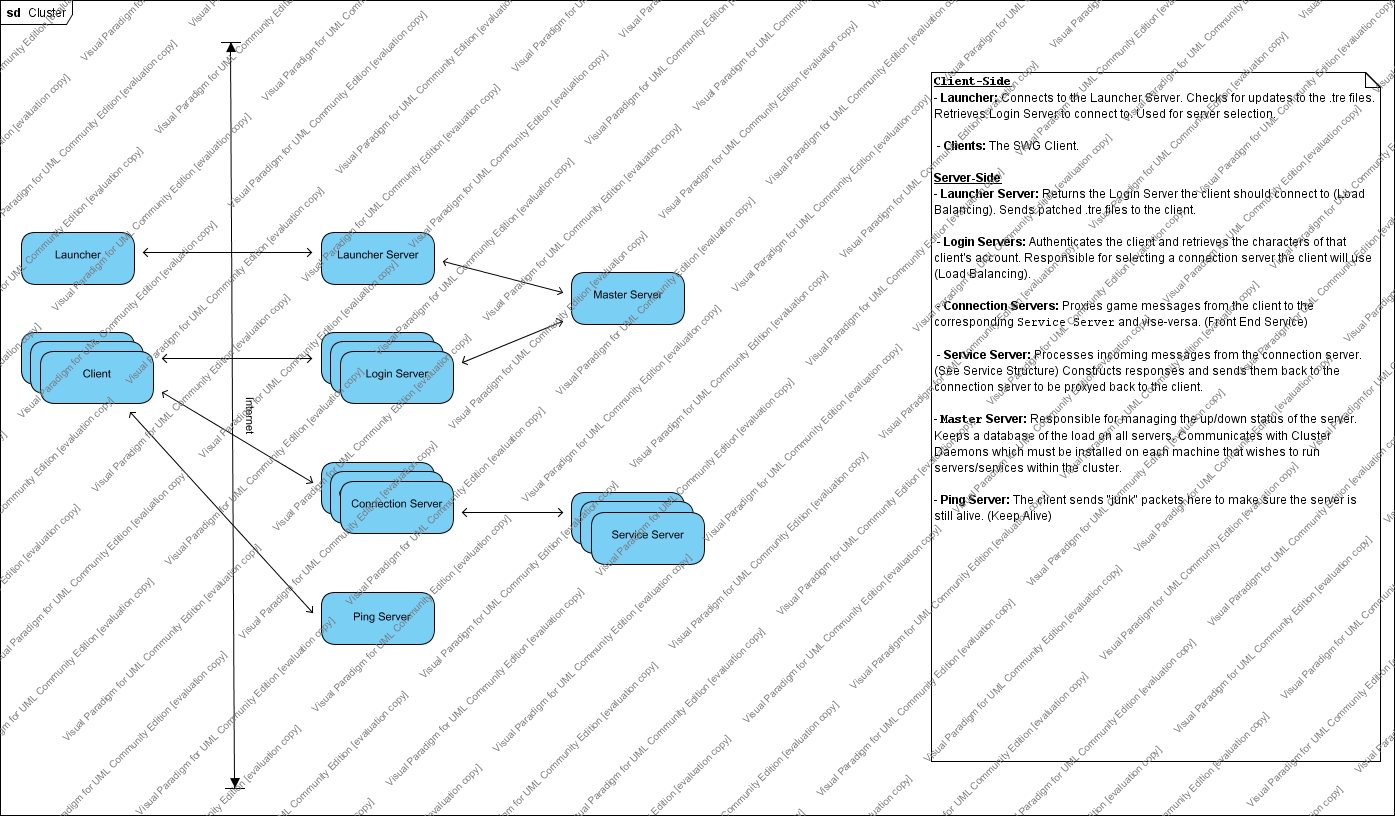 sd Cluster
Launcher
Launcher Server
Master Server
Client
Login Server
Internet
Connection Server
Service Server
Ping Server
Client-Side
- Launcher: Connects to the Launcher Server. Checks for updates to the .tre files.
Retrieves Login Server to connect to. Used for server selection.
- Clients: The SWG Client.
Server-Side
- Launcher Server: Returns the Login Server the client should connect to (Load
Balancing). Sends patched .tre files to the client.
- Login Servers: Authenticates the client and retrieves the characters of that
client's account. Responsible for selecting a connection server the client will use
(Load Balancing).
- Connection Servers: Proxies game messages from the client to the
corresponding Service Server and vise-versa. (Front End Service)
- Service Server: Processes incoming messages from the connection server.
(See Service Structure) Constructs responses and sends them back to the
connection server to be proxyed back to the client.
- Master Server: Responsible for managing the up/down status of the server.
Keeps a database of the load on all servers. Communicates with Cluster
Daemons which must be installed on each machine that wishes to run
servers/services within the cluster.
- Ping Server: The client sends "junk" packets here to make sure the server is
still alive. (Keep Alive)
Visual Paradigm for UML Community Edition [evaluation copy]